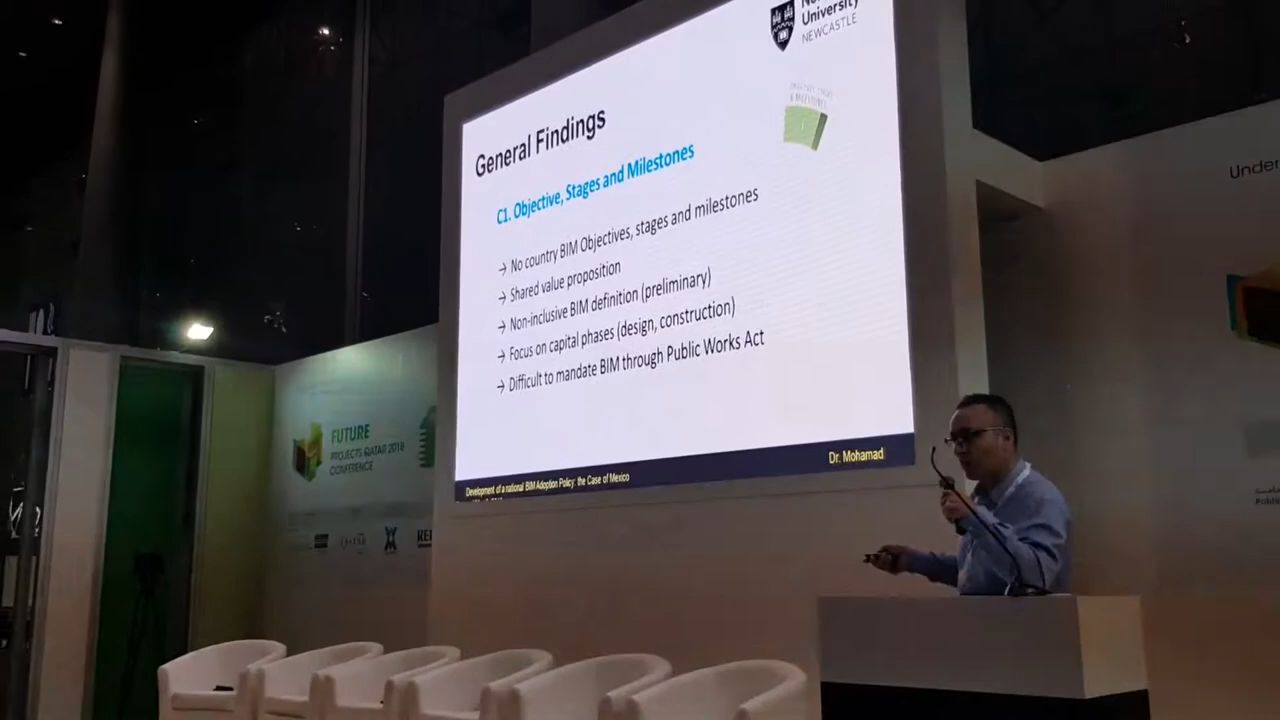 University
NEWCASTLE
& MILESTONES
General Findings
C1. Objective, Stages and Milestones
→ No country BIM Objectives, stages and milestones
→ Shared value proposition
→ Non-inclusive BIM definition (preliminary)
→ Focus on capital phases (design, construction)
→ Difficult to mandate BIM through Public Works Act
Dr. Mohamad
Development of a national BIM Adoption Policy: the Case of Mexico
FUTURE
PROJECTS QATAR 2018
CONFERENCE
Under